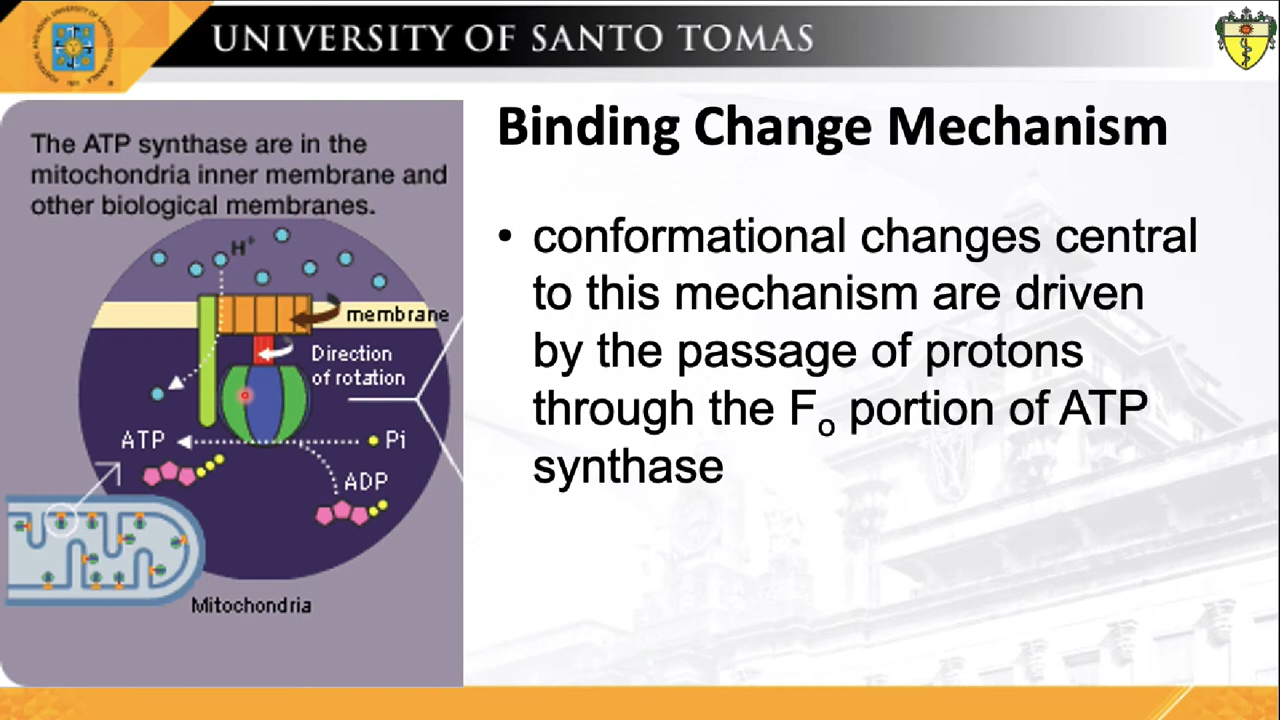 UNIVERSITY OF SANTO TOMAS
The ATP synthase are in the
mitochondria inner membrane and
other biological membranes.
H+
membrane
Direction
of rotation
ATP
Pi
ADP
Mitochondria
Binding Change Mechanism
• conformational changes central
to this mechanism are driven
by the passage of protons
through the Fo portion of ATP
synthase